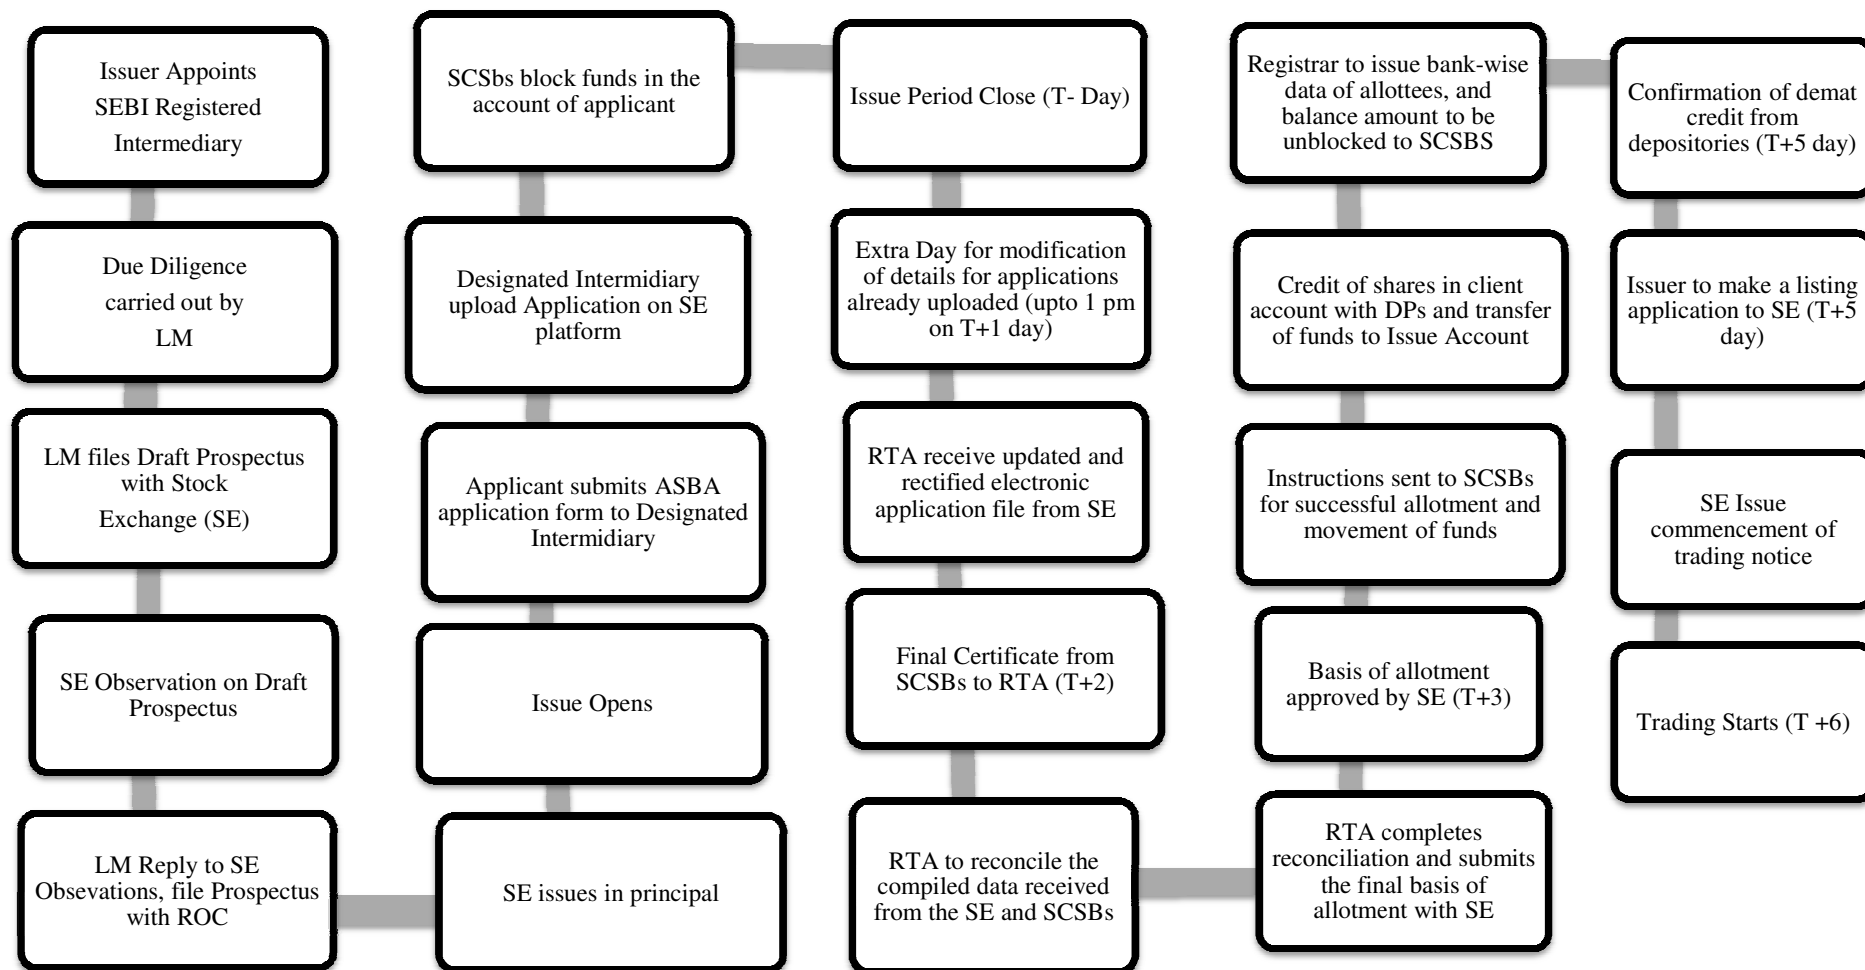 Issuer Appoints
SEBI Registered
Intermediary
Due Diligence
carried out by
LM
LM files Draft Prospectus
with Stock
Exchange (SE)
SE Observation on Draft
Prospectus
LM Reply to SE
Obsevations, file Prospectus
with ROC
SE issues in principal
Issue Opens
Applicant submits ASBA
application form to Designated
Intermidiary
Designated Intermidiary
upload Application on SE
platform
SCSbs block funds in the
account of applicant
Issue Period Close (T- Day)
Extra Day for modification
of details for applications
already uploaded (upto 1 pm
on T+1 day)
RTA receive updated and
rectified electronic
application file from SE
Final Certificate from
SCSBs to RTA (T+2)
RTA to reconcile the
compiled data received
from the SE and SCSBs
RTA completes
reconciliation and submits
the final basis of
allotment with SE
Basis of allotment
approved by SE (T+3)
Instructions sent to SCSBs
for successful allotment and
movement of funds
Credit of shares in client
account with DPs and transfer
of funds to Issue Account
Registrar to issue bank-wise
data of allottees, and
balance amount to be
unblocked to SCSBS
Confirmation of demat
credit from
depositories (T+5 day)
Issuer to make a listing
application to SE (T+5
day)
SE Issue
commencement of
trading notice
Trading Starts (T +6)